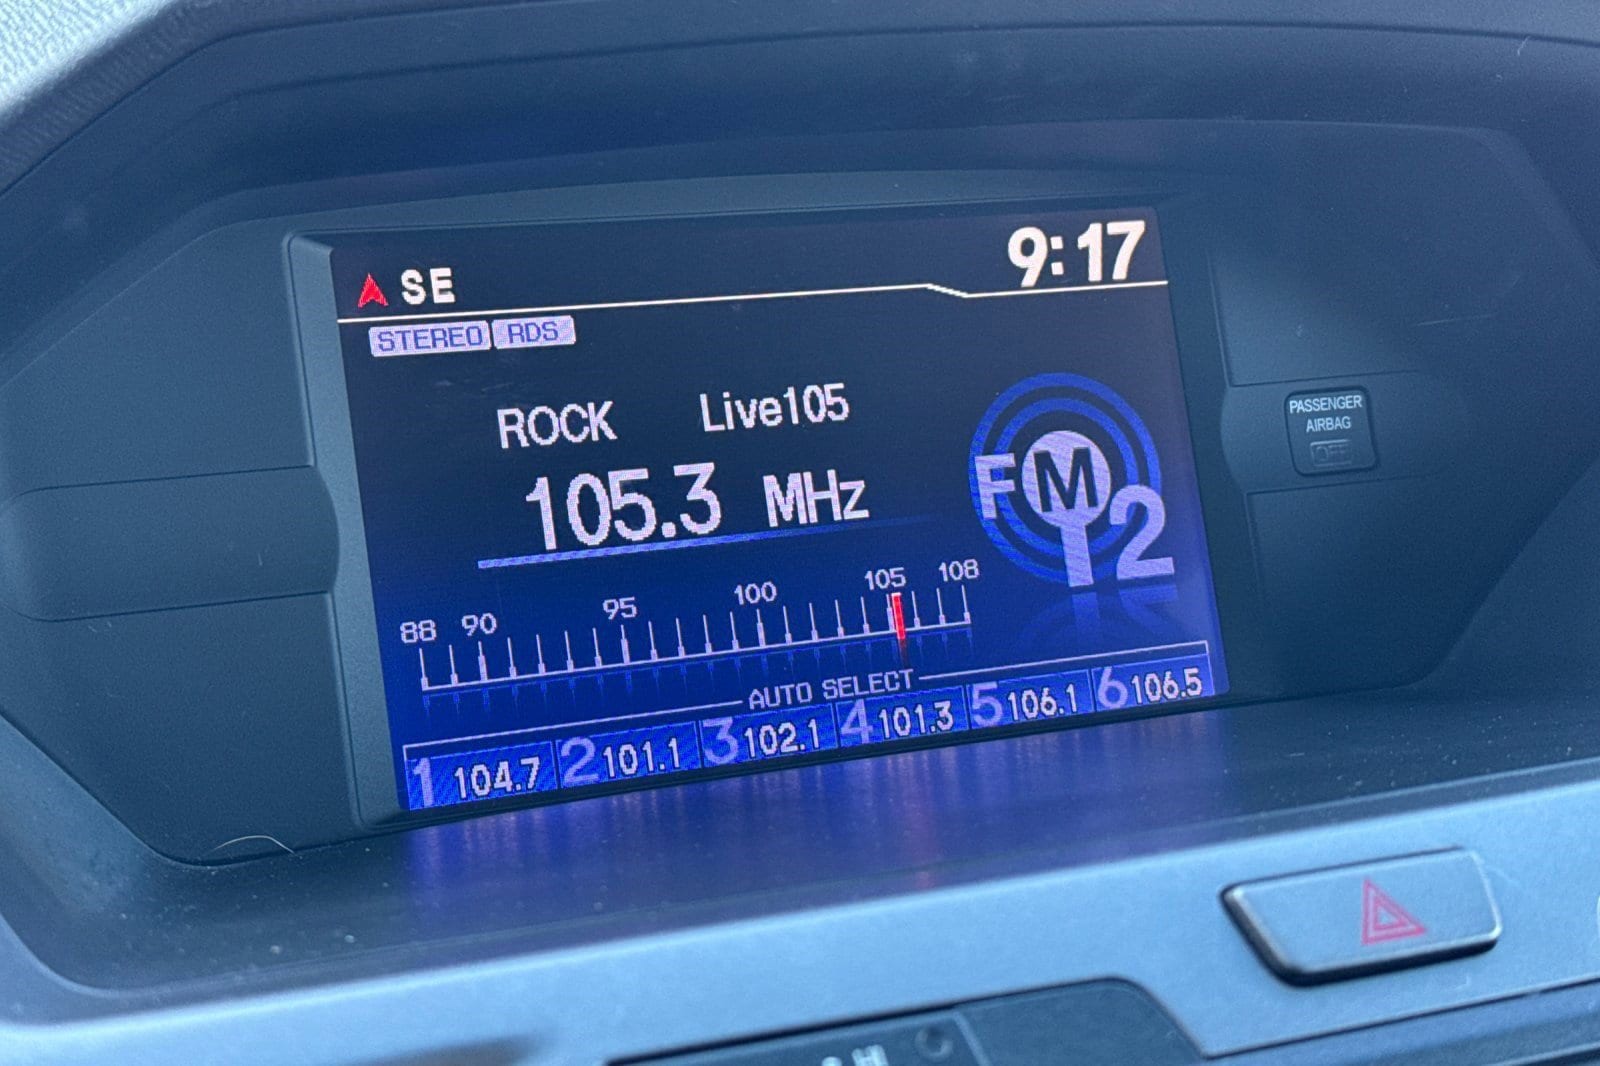 SE 9:17
STEREO RDS
ROCK Live105
105.3 MHz
FM 2
88 90 95 100 105 108
AUTO SELECT
1 104.7 2 101.1 3 102.1 4 101.3 5 106.1 6 106.5
PASSENGER
AIRBAG
OFF